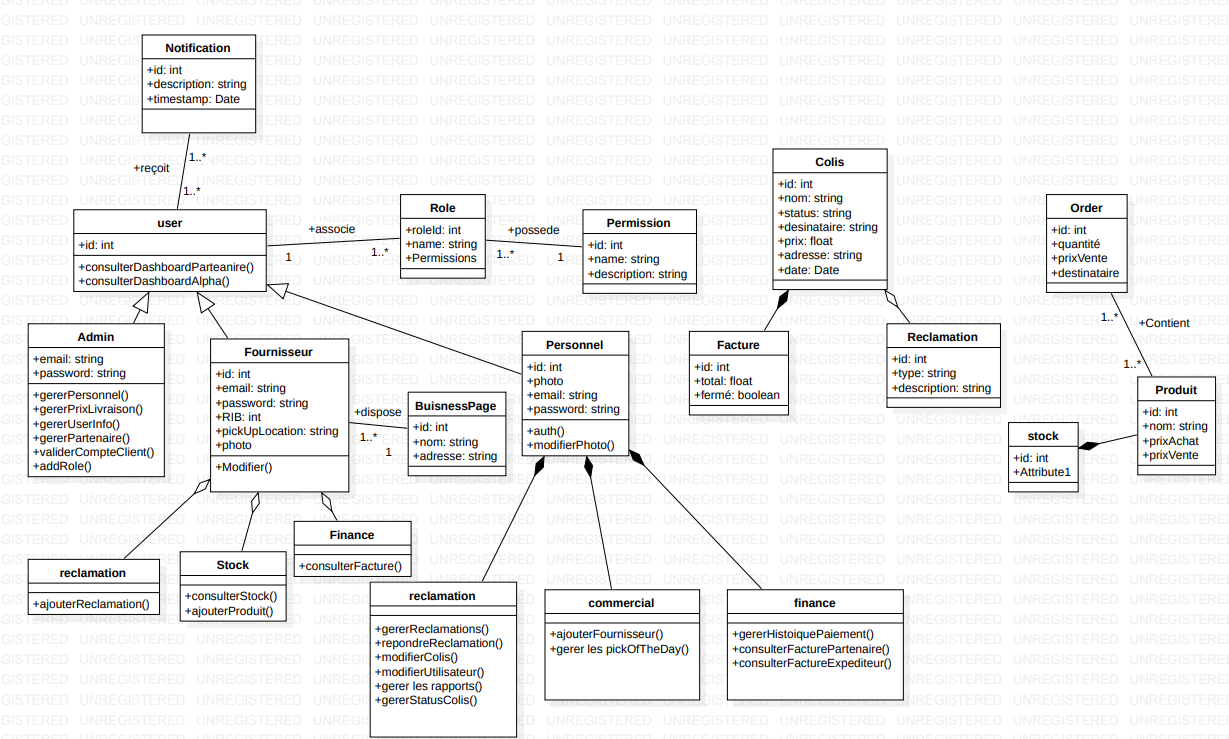 Notification
+id: int
+description: string
+timestamp: Date
+reçoit
1..*
1..*
user
+id: int
+consulterDashboardParteanire()
+consulterDashboardAlpha()
+associe
1
1..*
Role
+roleId: int
+name: string
+Permissions
+possede
1..*
1
Permission
+id: int
+name: string
+description: string
Colis
+id: int
+nom: string
+status: string
+desinataire: string
+prix: float
+adresse: string
+date: Date
Order
+id: int
+quantité
+prixVente
+destinataire
1..*
+Contient
1..*
Admin
+email: string
+password: string
+gererPersonnel()
+gererPrixLivraison()
+gererUserInfo()
+gererPartenaire()
+validerCompteClient()
+addRole()
Fournisseur
+id: int
+email: string
+password: string
+RIB: int
+pickUpLocation: string
+photo
+Modifier()
+dispose
1..*
1
BuisnessPage
+id: int
+nom: string
+adresse: string
Personnel
+id: int
+photo
+email: string
+password: string
+auth()
+modifierPhoto()
Facture
+id: int
+total: float
+fermé: boolean
Reclamation
+id: int
+type: string
+description: string
Produit
+id: int
+nom: string
+prixAchat
+prixVente
stock
+id: int
+Attribute1
reclamation
+ajouterReclamation()
Stock
+consulterStock()
+ajouterProduit()
Finance
+consulterFacture()
reclamation
+gererReclamations()
+repondreReclamation()
+modifierColis()
+modifierUtilisateur()
+gerer les rapports()
+gererStatusColis()
commercial
+ajouterFournisseur()
+gerer les pickOfTheDay()
finance
+gererHistoiquePaiement()
+consulterFacturePartenaire()
+consulterFactureExpediteur()